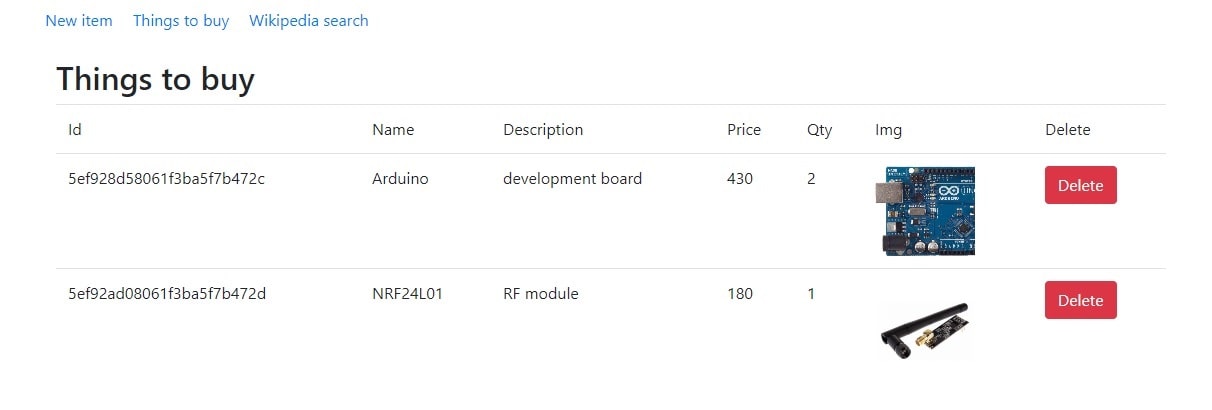 New item Things to buy Wikipedia search
Things to buy
Id Name Description Price Qty Img Delete
5ef928d58061f3ba5f7b472c Arduino development board 430 2 Delete
5ef92ad08061f3ba5f7b472d NRF24L01 RF module 180 1 Delete